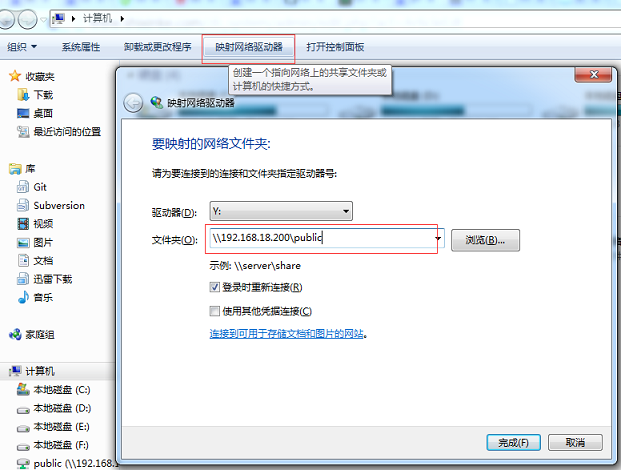 计算机
组织 系统属性 卸载或更改程序 映射网络驱动器 打开控制面板
创建一个指向网络上的共享文件夹或
计算机的快捷方式。
收藏夹
下载
桌面
最近访问的位置
库
Git
Subversion
视频
图片
文档
迅雷下载
音乐
家庭组
计算机
本地磁盘 (C:)
本地磁盘 (D:)
本地磁盘 (E:)
本地磁盘 (F:)
public (\\192.168.1
映射网络驱动器
要映射的网络文件夹:
请为要连接到的连接和文件夹指定驱动器号:
驱动器(D): Y:
文件夹(O): \\192.168.18.200\public 浏览(B)...
示例: \\server\share
登录时重新连接(R)
使用其他凭据连接(C)
连接到可用于存储文档和图片的网站。
完成(F) 取消